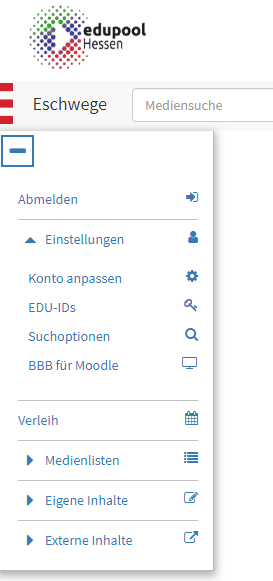 edupool
Hessen
Eschwege
Mediensuche
Abmelden
Einstellungen
Konto anpassen
EDU-IDs
Suchoptionen
BBB für Moodle
Verleih
Medienlisten
Eigene Inhalte
Externe Inhalte